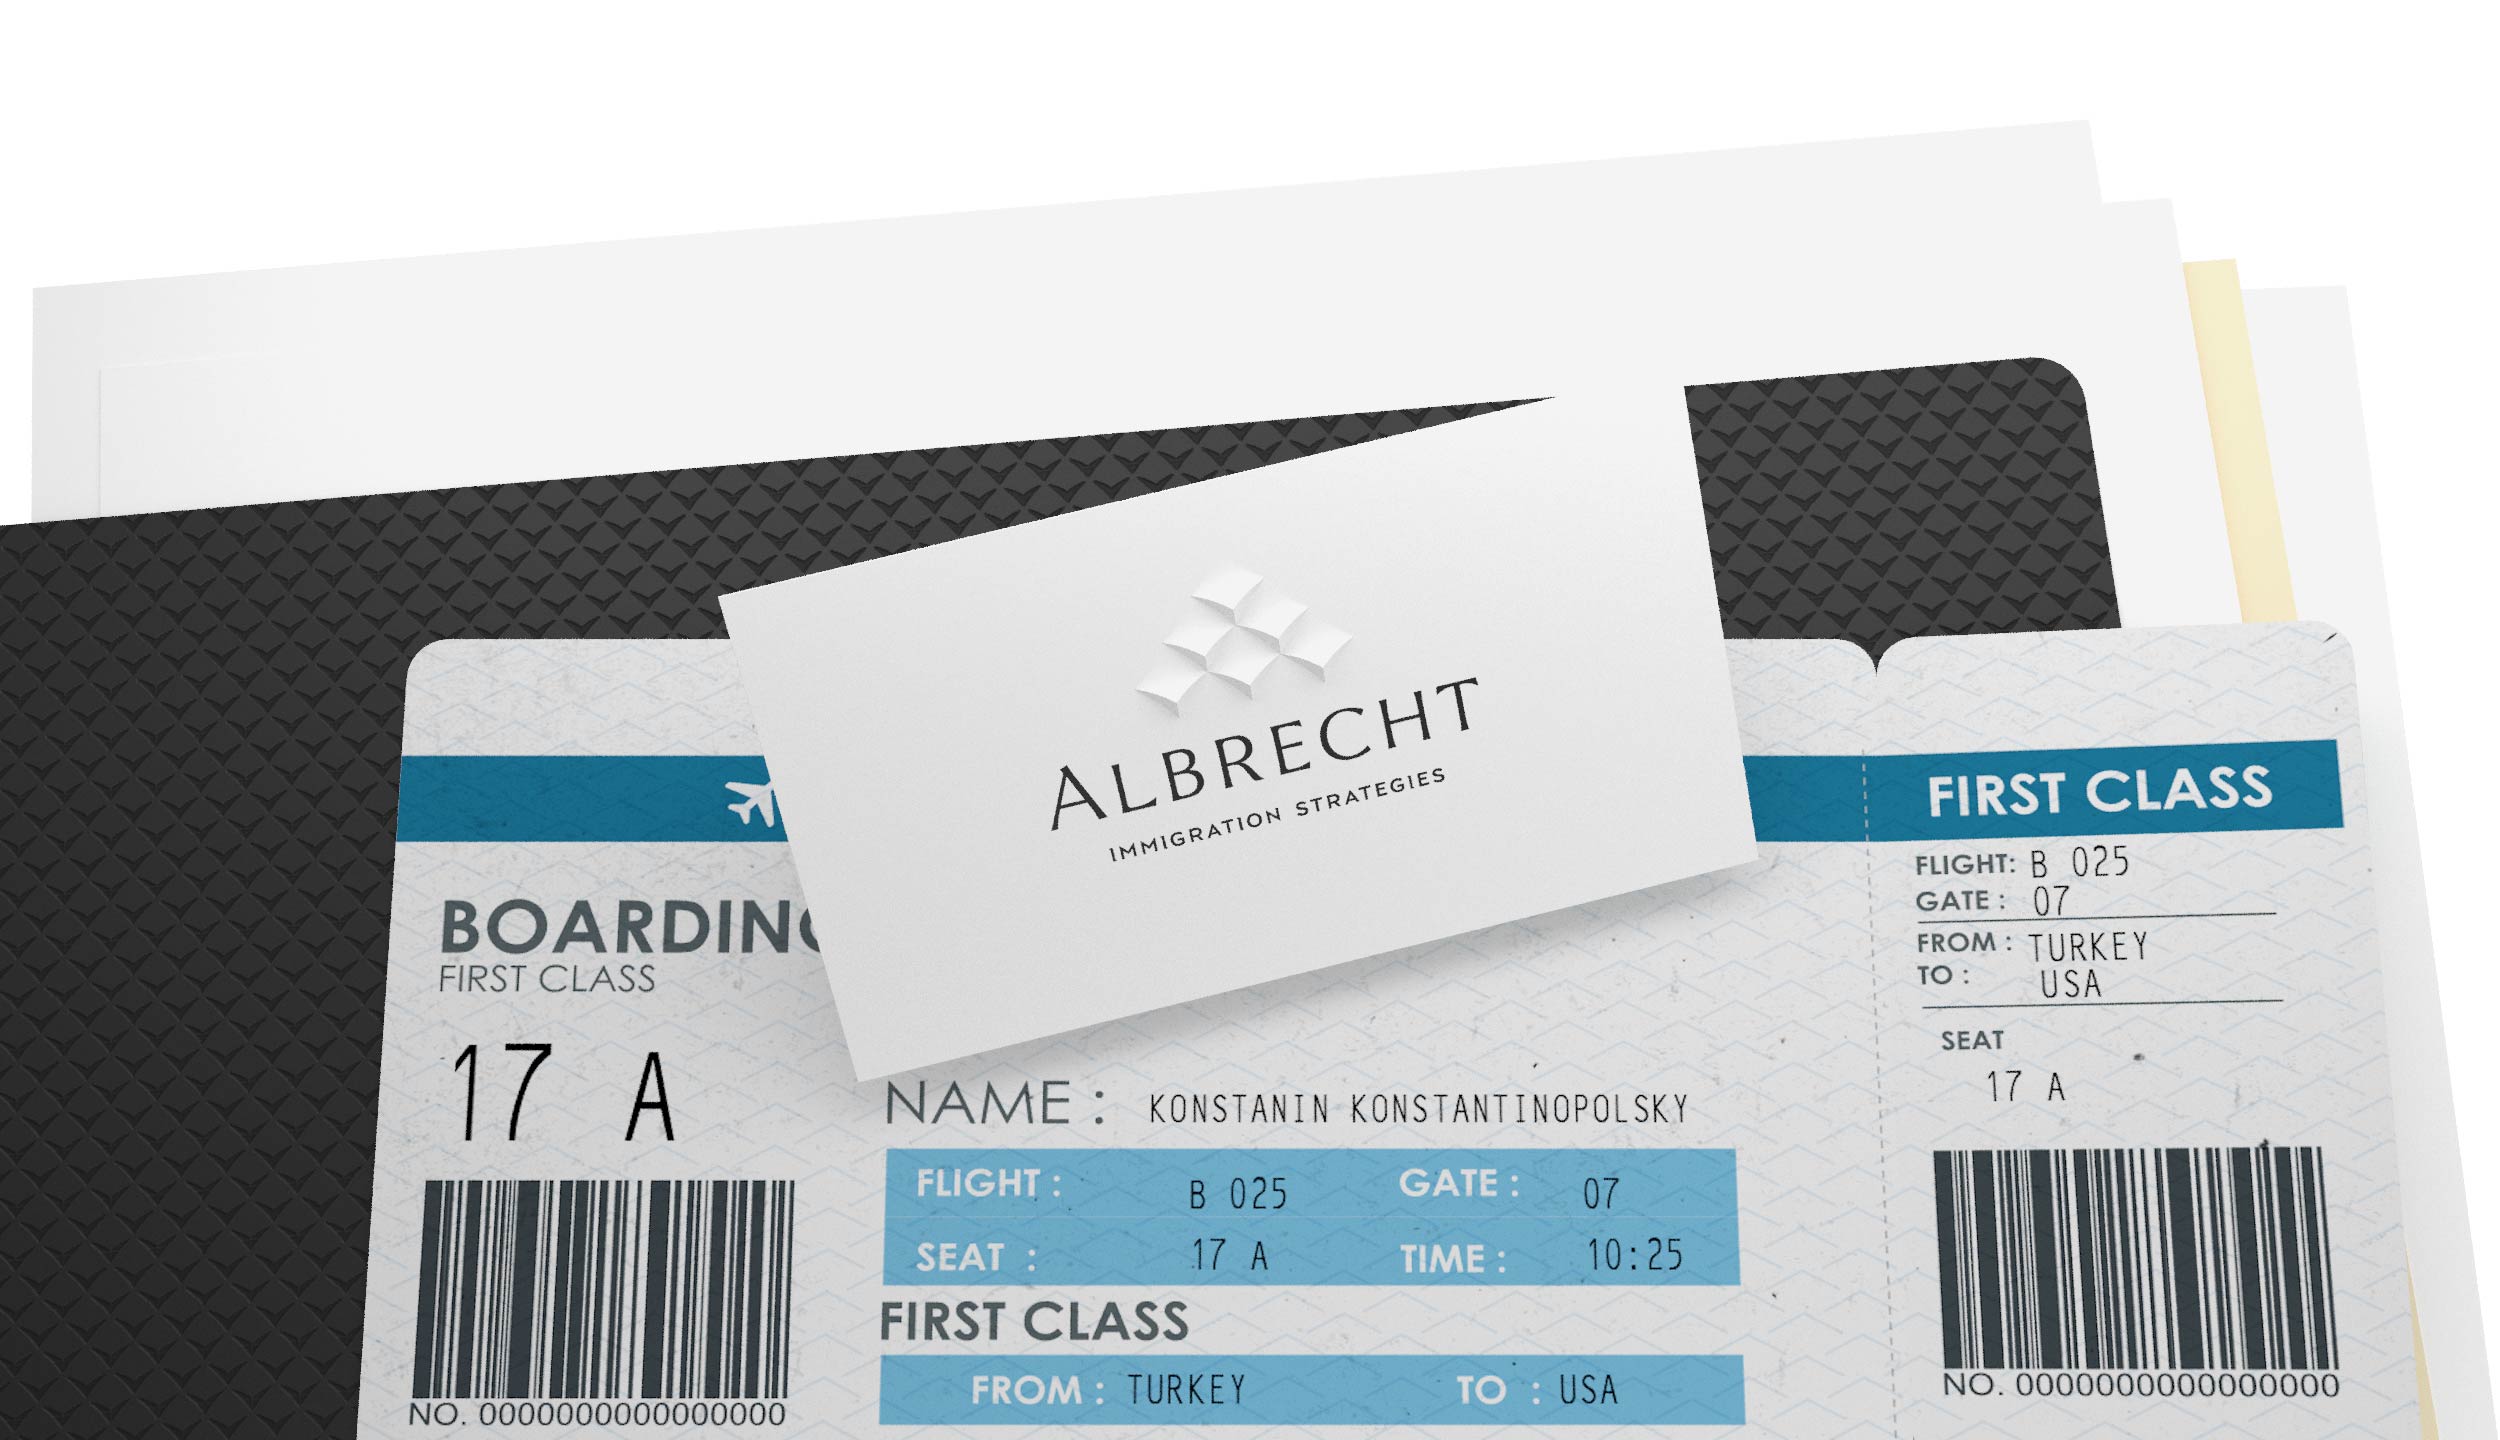 ALBRECHT
IMMIGRATION STRATEGIES
BOARDING
FIRST CLASS
17 A
NO. 0000000000000000
NAME : KONSTANIN KONSTANTINOPOLSKY
FLIGHT : B 025 GATE : 07
SEAT : 17 A TIME : 10:25
FIRST CLASS
FROM : TURKEY TO : USA
FIRST CLASS
FLIGHT: B 025
GATE : 07
FROM : TURKEY
TO : USA
SEAT
17 A
NO. 0000000000000000